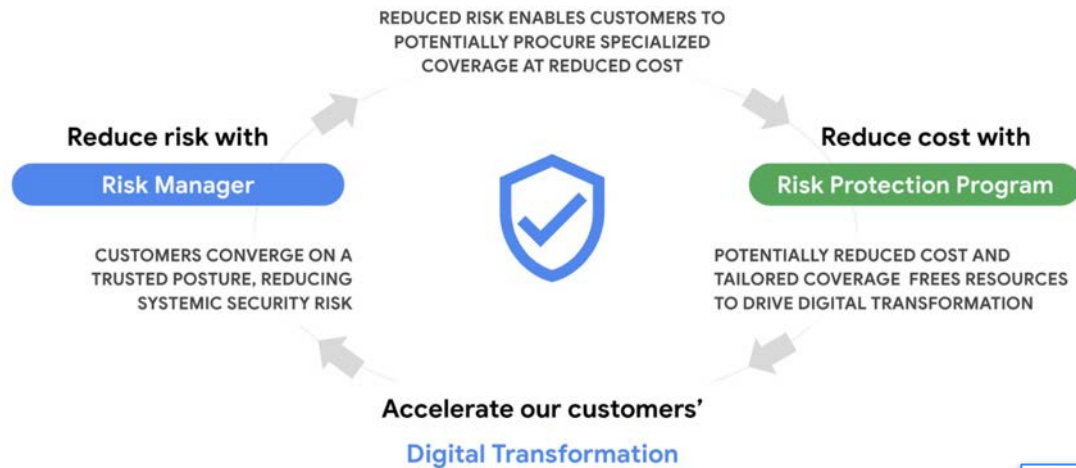 REDUCED RISK ENABLES CUSTOMERS TO
POTENTIALLY PROCURE SPECIALIZED
COVERAGE AT REDUCED COST
Reduce risk with
Risk Manager
Reduce cost with
Risk Protection Program
CUSTOMERS CONVERGE ON A
TRUSTED POSTURE, REDUCING
SYSTEMIC SECURITY RISK
POTENTIALLY REDUCED COST AND
TAILORED COVERAGE FREES RESOURCES
TO DRIVE DIGITAL TRANSFORMATION
Accelerate our customers’
Digital Transformation